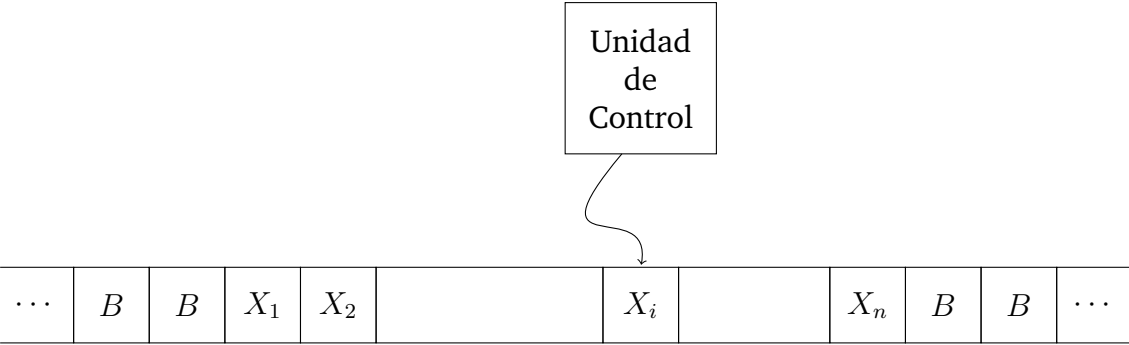 Unidad
de
Control
··· B B X₁ X₂ Xᵢ Xₙ B B ···